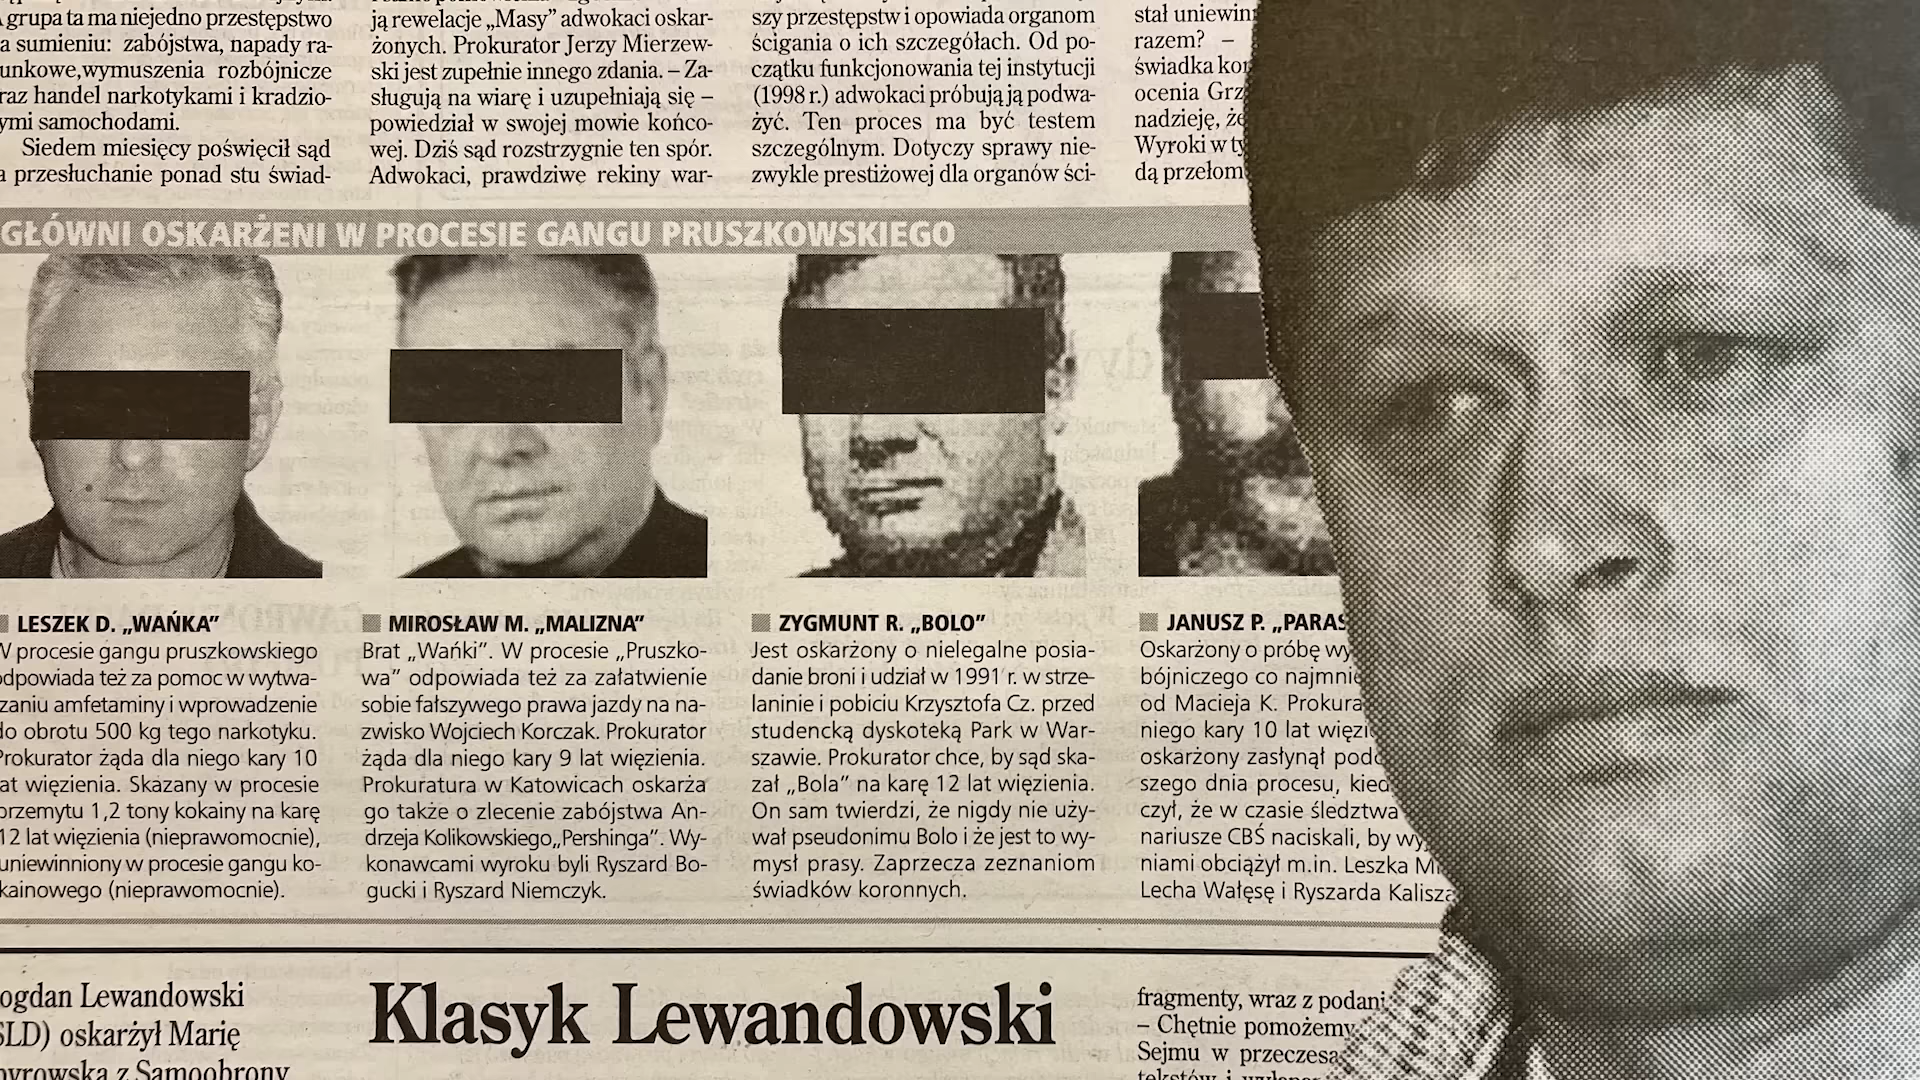 grupa ta ma niejedno przestępstwo
a sumieniu: zabójstwa, napady ra-
unkowe,wymuszenia rozbójnicze
raz handel narkotykami i kradzio-
ymi samochodami.
Siedem miesięcy poświęcił sąd
a przesłuchanie ponad stu świad-
ją rewelacje „Masy” adwokaci oskar-
żonych. Prokurator Jerzy Mierzew-
ski jest zupełnie innego zdania. – Za-
sługują na wiarę i uzupełniają się –
powiedział w swojej mowie końco-
wej. Dziś sąd rozstrzygnie ten spór.
Adwokaci, prawdziwe rekiny war-
szy przestępstw i opowiada organom
ścigania o ich szczegółach. Od po-
czątku funkcjonowania tej instytucji
(1998 r.) adwokaci próbują ją podwa-
żyć. Ten proces ma być testem
szczególnym. Dotyczy sprawy nie-
zwykle prestiżowej dla organów ści-
stał uniewin
razem? –
świadka kor
ocenia Grz
nadzieję, że
Wyroki w ty
dą przełom
GŁÓWNI OSKARŻENI W PROCESIE GANGU PRUSZKOWSKIEGO
LESZEK D. „WAŃKA”
W procesie gangu pruszkowskiego
odpowiada też za pomoc w wytwa-
rzaniu amfetaminy i wprowadzenie
do obrotu 500 kg tego narkotyku.
Prokurator żąda dla niego kary 10
lat więzienia. Skazany w procesie
przemytu 1,2 tony kokainy na karę
12 lat więzienia (nieprawomocnie),
uniewinniony w procesie gangu ko-
kainowego (nieprawomocnie).
MIROSŁAW M. „MALIZNA”
Brat „Wańki”. W procesie „Pruszko-
wa” odpowiada też za załatwienie
sobie fałszywego prawa jazdy na na-
zwisko Wojciech Korczak. Prokurator
żąda dla niego kary 9 lat więzienia.
Prokuratura w Katowicach oskarża
go także o zlecenie zabójstwa An-
drzeja Kolikowskiego„Pershinga”. Wy-
konawcami wyroku byli Ryszard Bo-
gucki i Ryszard Niemczyk.
ZYGMUNT R. „BOLO”
Jest oskarżony o nielegalne posia-
danie broni i udział w 1991 r. w strze-
laninie i pobiciu Krzysztofa Cz. przed
studencką dyskoteką Park w War-
szawie. Prokurator chce, by sąd ska-
zał „Bola” na karę 12 lat więzienia.
On sam twierdzi, że nigdy nie uży-
wał pseudonimu Bolo i że jest to wy-
mysł prasy. Zaprzecza zeznaniom
świadków koronnych.
JANUSZ P. „PARAS
Oskarżony o próbę wy
bójniczego co najmnie
od Macieja K. Prokura
niego kary 10 lat więzi
oskarżony zasłynął podc
szego dnia procesu, kied
czył, że w czasie śledztwa
nariusze CBŚ naciskali, by wy
niami obciążył m.in. Leszka Mi
Lecha Wałęsę i Ryszarda Kalisza
ogdan Lewandowski
SLD) oskarżył Marię
byrowską z Samoobrony
Klasyk Lewandowski
fragmenty, wraz z podani
– Chętnie pomożemy
Sejmu w przeczesa